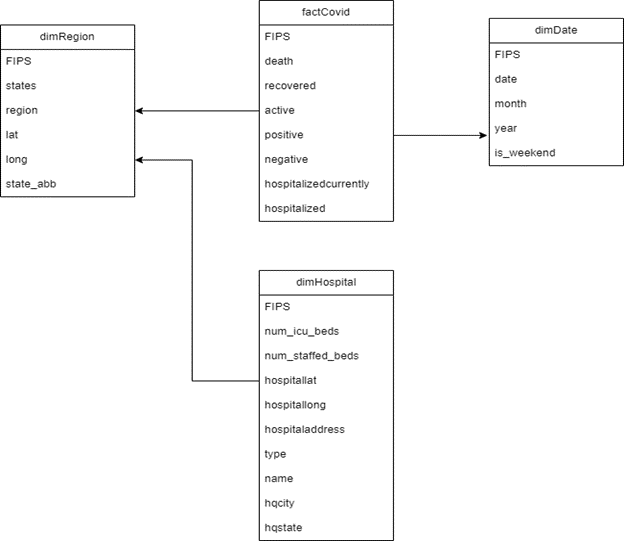 dimRegion
FIPS
states
region
lat
long
state_abb
factCovid
FIPS
death
recovered
active
positive
negative
hospitalizedcurrently
hospitalized
dimDate
FIPS
date
month
year
is_weekend
dimHospital
FIPS
num_icu_beds
num_staffed_beds
hospitallat
hospitallong
hospitaladdress
type
name
hqcity
hqstate